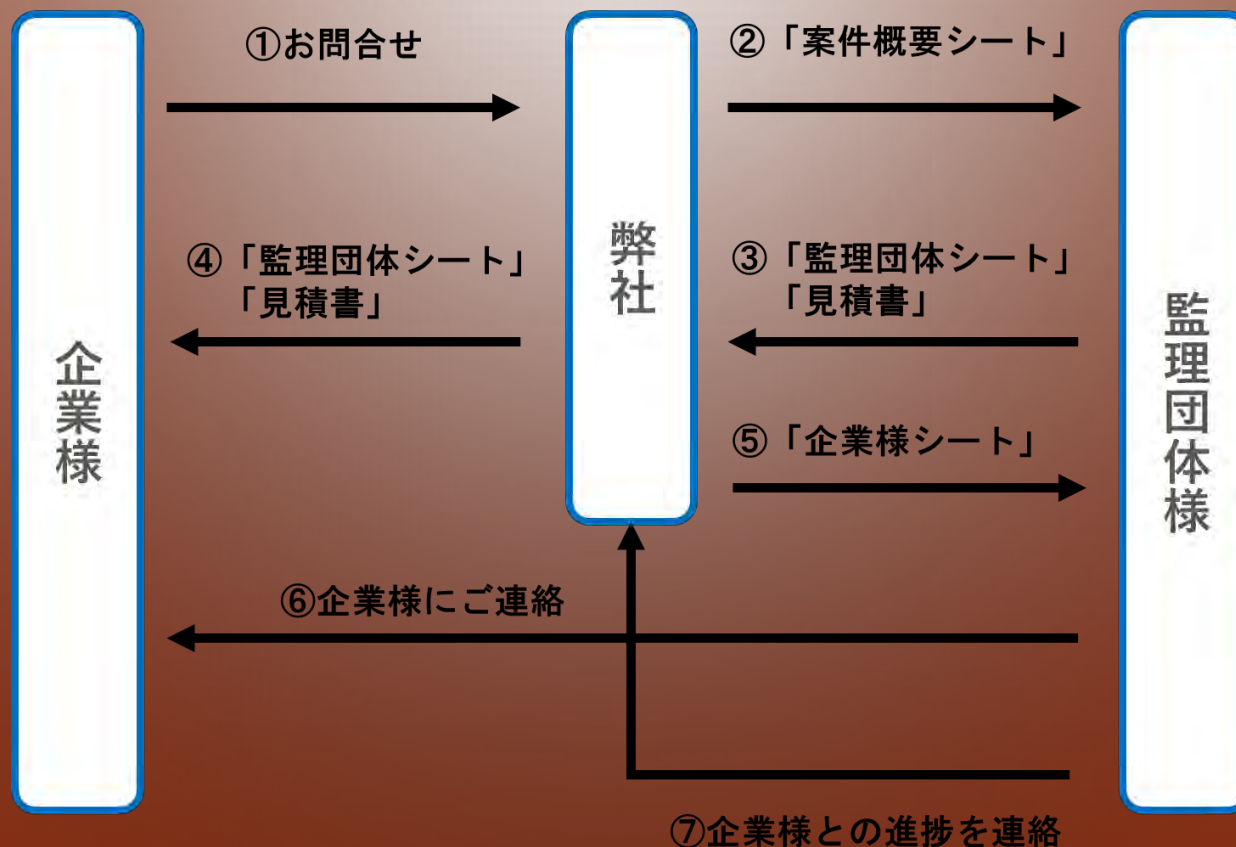 ①お問合せ
②「案件概要シート」
④「監理団体シート」
「見積書」
③「監理団体シート」
「見積書」
⑤「企業様シート」
⑥企業様にご連絡
⑦企業様との進捗を連絡
企業様
弊社
監理団体様